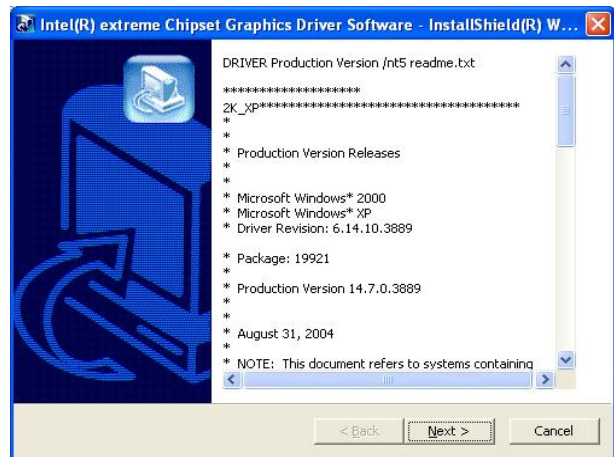 Intel(R) extreme Chipset Graphics Driver Software - InstallShield(R) W...
DRIVER Production Version /nt5 readme.txt
********************
2K_XP**************************************
*
*
* Production Version Releases
*
*
* Microsoft Windows* 2000
* Microsoft Windows* XP
* Driver Revision: 6.14.10.3889
*
* Package: 19921
*
* Production Version 14.7.0.3889
*
*
* August 31, 2004
*
* NOTE: This document refers to systems containing
< Back
Next >
Cancel